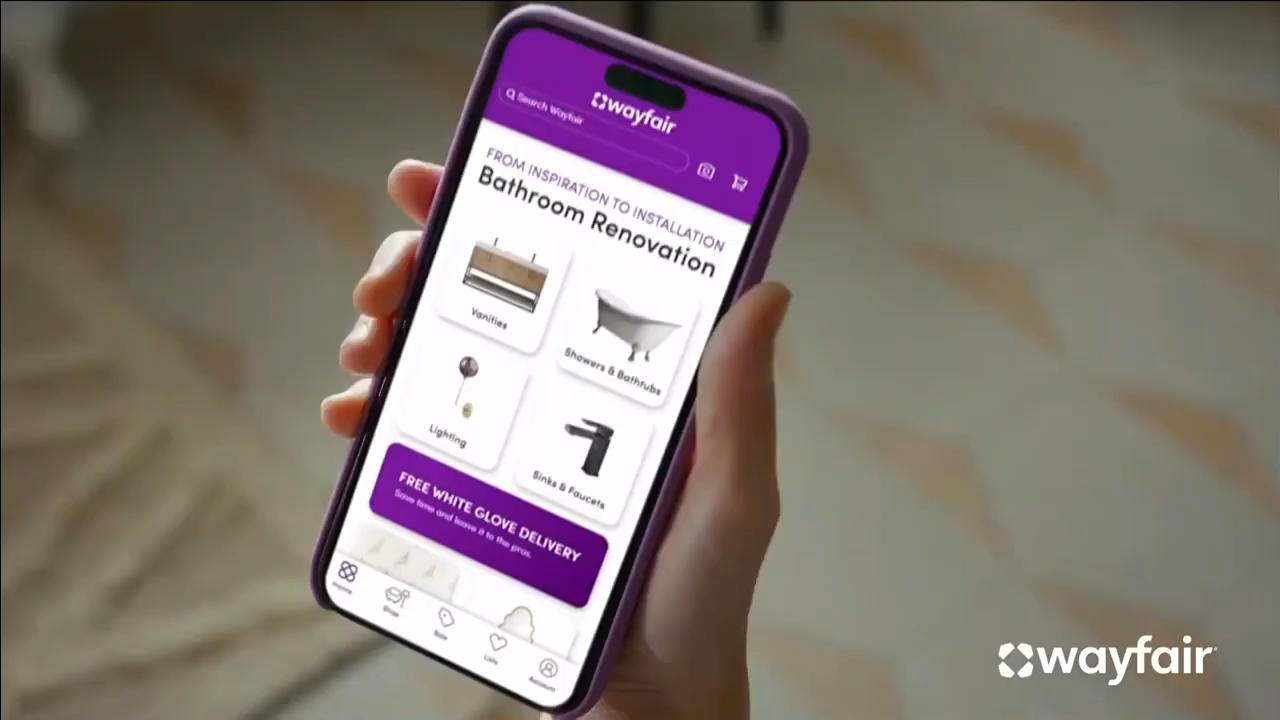 wayfair
Search Wayfair
FROM INSPIRATION TO INSTALLATION
Bathroom Renovation
Vanities
Showers & Bathtubs
Lighting
Sinks & Faucets
FREE WHITE GLOVE DELIVERY
Save time and leave it to the pros.
Home
Shop
Sale
Lists
Account
wayfair